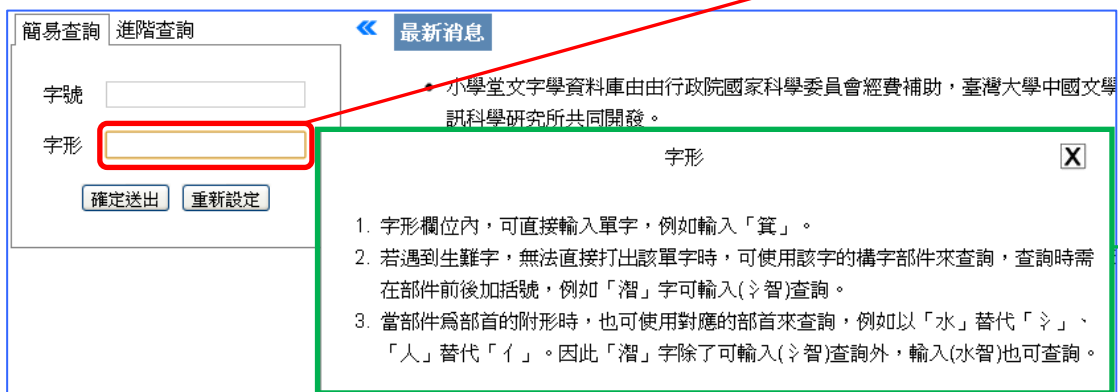 簡易查詢 進階查詢
« 最新消息
字號
• 小學堂文字學資料庫由由行政院國家科學委員會經費補助，臺灣大學中國文學
訊科學研究所共同開發。
字形
確定送出 重新設定
字形 X
1. 字形欄位內，可直接輸入單字，例如輸入「箕」。
2. 若遇到生難字，無法直接打出該單字時，可使用該字的構字部件來查詢，查詢時需
在部件前後加括號，例如「潪」字可輸入(氵智)查詢。
3. 當部件爲部首的附形時，也可使用對應的部首來查詢，例如以「水」替代「氵」、
「人」替代「亻」。因此「潪」字除了可輸入(氵智)查詢外，輸入(水智)也可查詢。